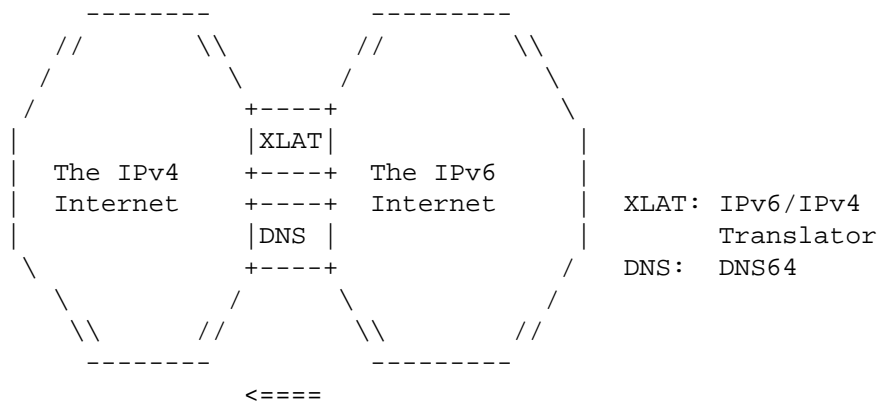 --------          ---------
//        \\        //        \\
/            \      /            \
/             +----+              \
|              |XLAT|               |
|  The IPv4    +----+  The IPv6     |
|  Internet    +----+  Internet     |  XLAT: IPv6/IPv4
|              |DNS |               |        Translator
\             +----+              /   DNS:  DNS64
\          /      \            /
\\      //        \\        //
--------          ---------
<====